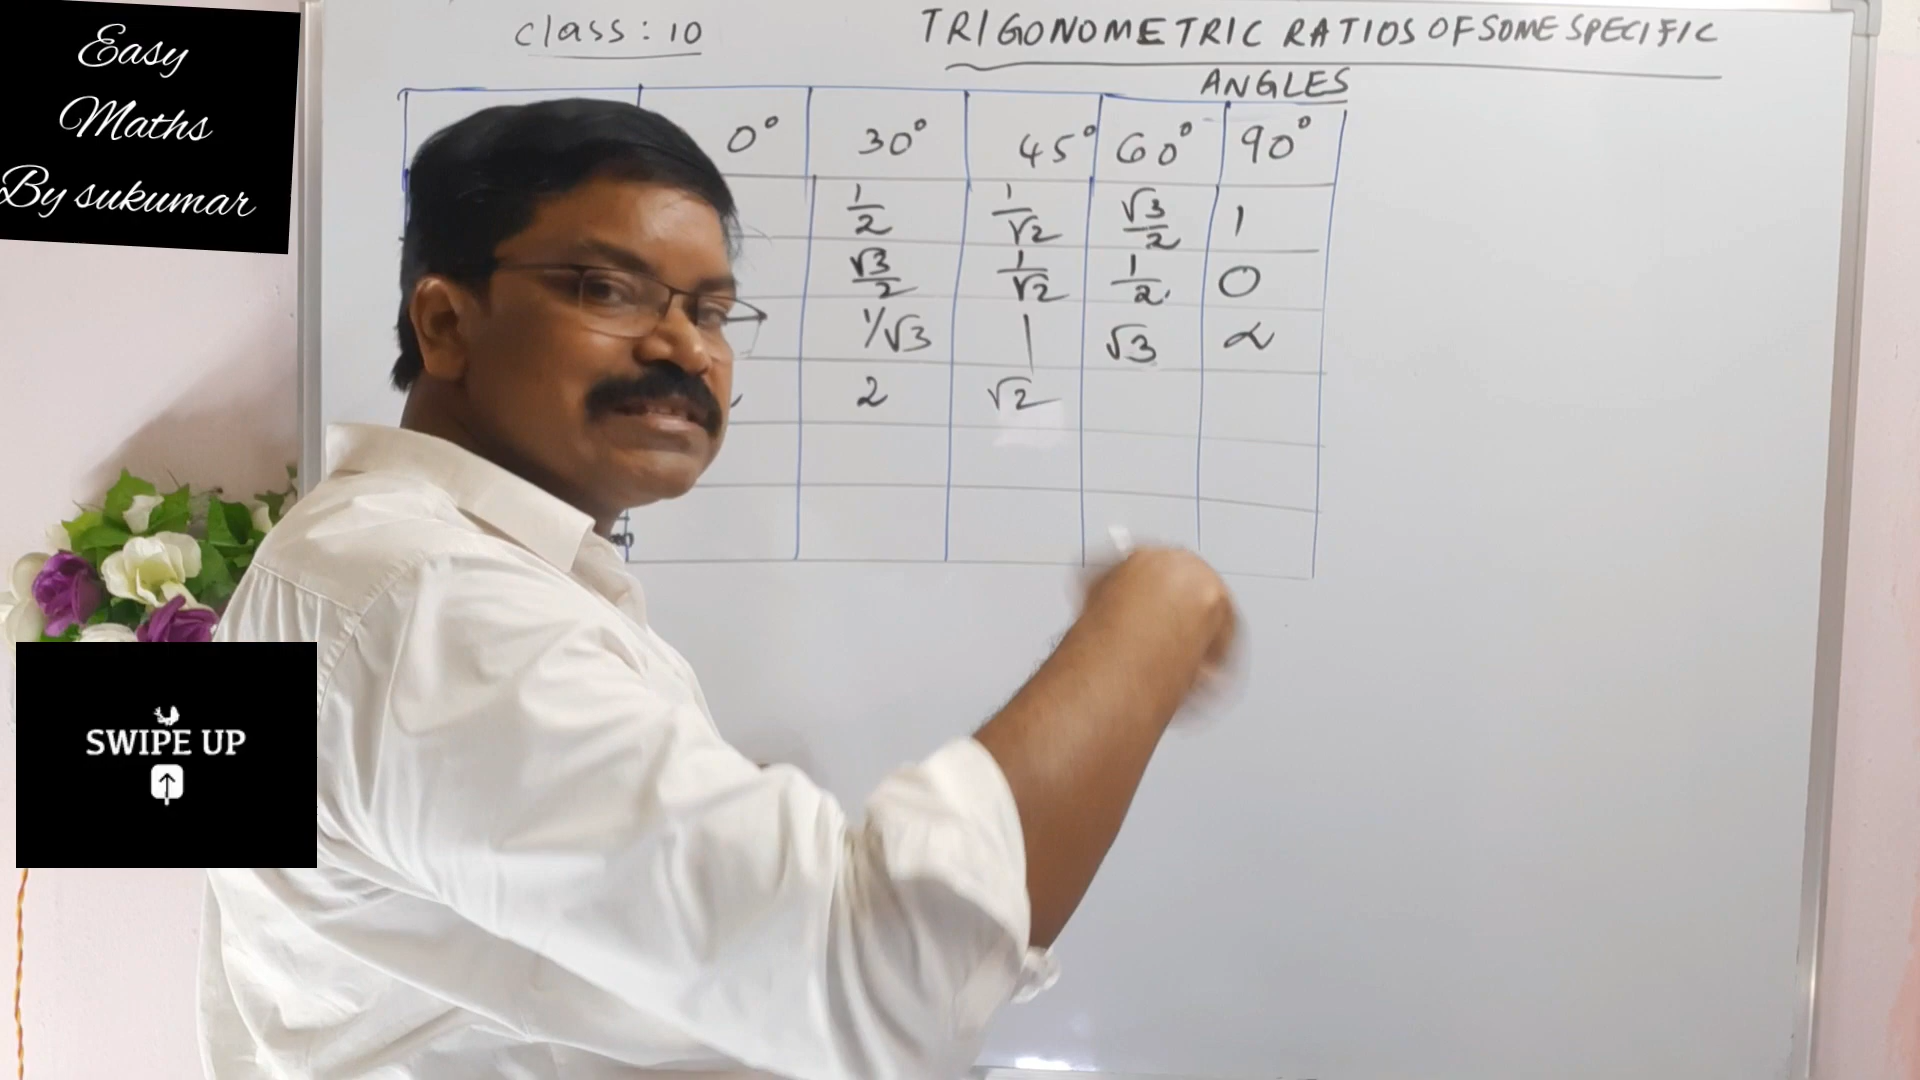 Easy
Maths
By sukumar
class: 10
TRIGONOMETRIC RATIOS OF SOME SPECIFIC
ANGLES
0° 30° 45° 60° 90°
1/2 1/√2 √3/2 1
√3/2 1/√2 1/2 0
1/√3 1 √3 ∝
2 √2
SWIPE UP